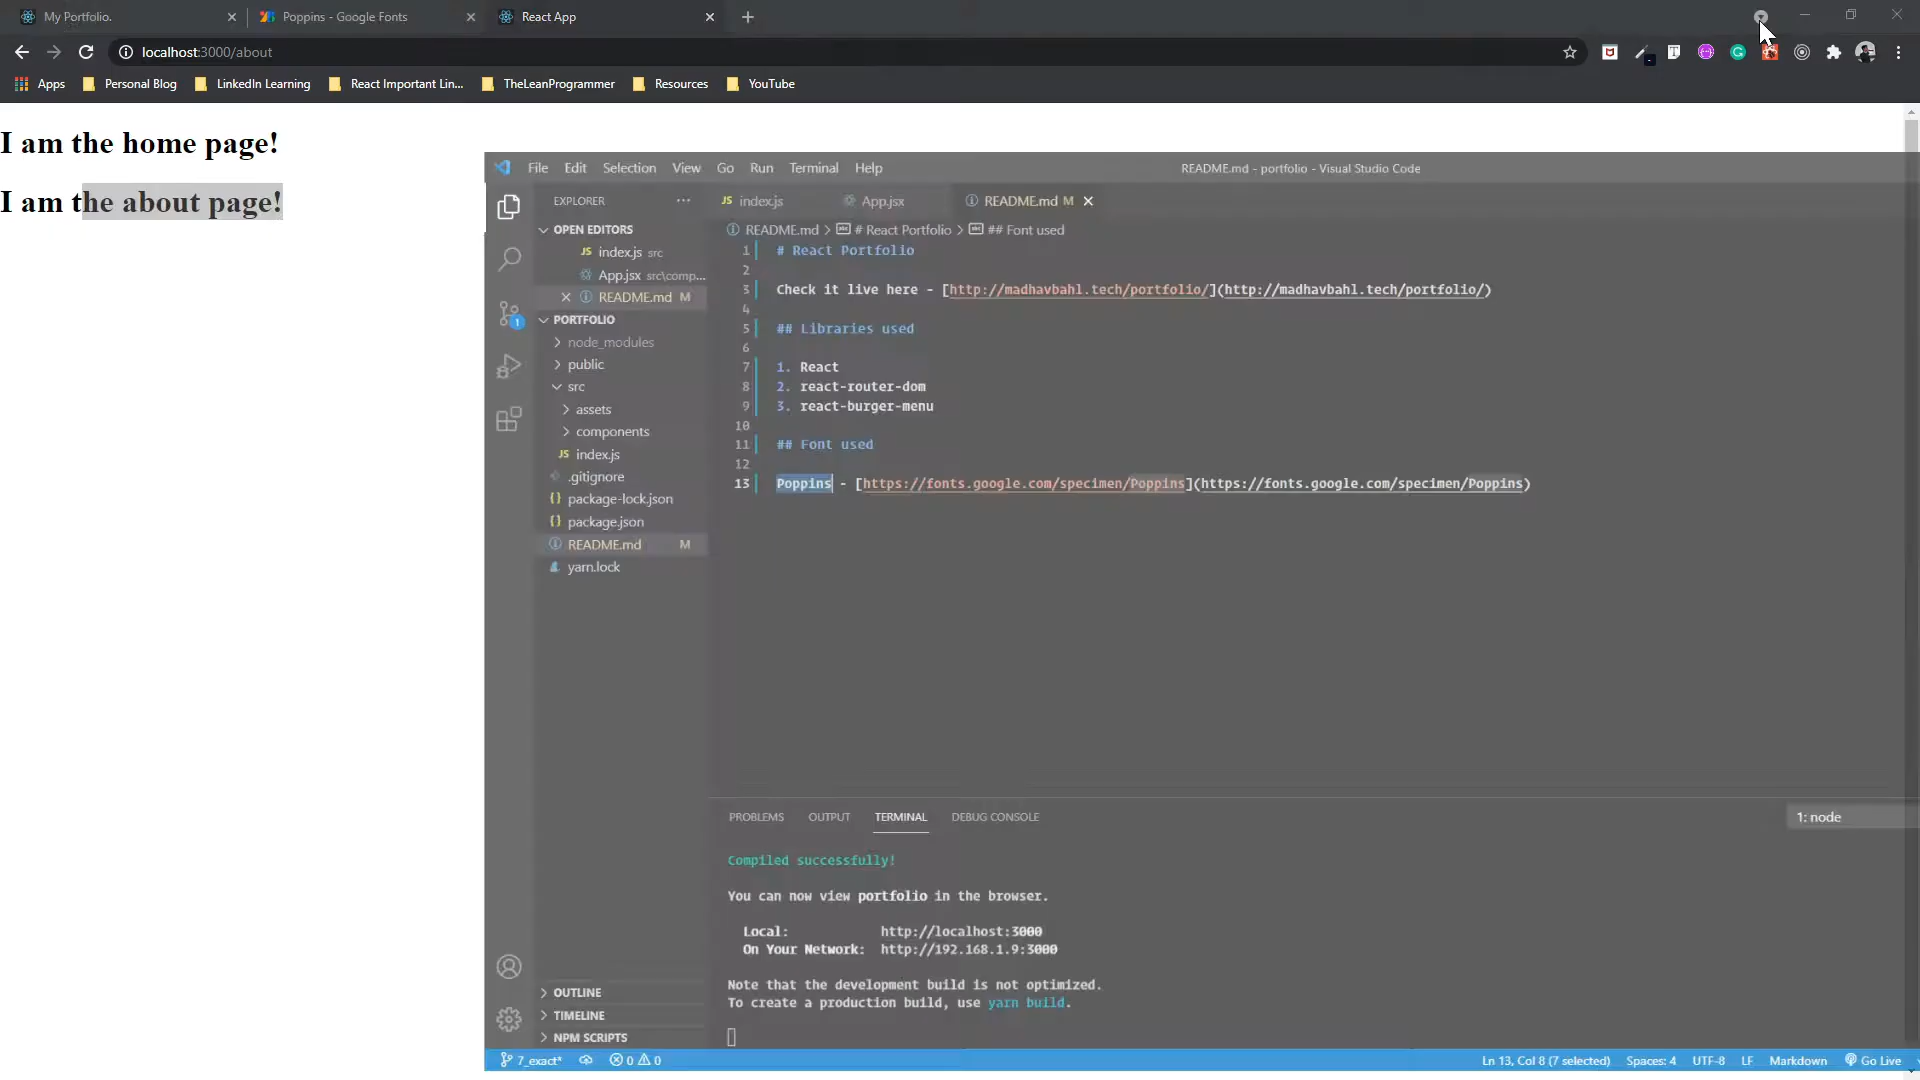 My Portfolio.
Poppins - Google Fonts
React App
localhost:3000/about
Apps
Personal Blog
LinkedIn Learning
React Important Lin...
TheLeanProgrammer
Resources
YouTube
I am the home page!
I am the about page!
File Edit Selection View Go Run Terminal Help
README.md - portfolio - Visual Studio Code
EXPLORER
JS index.js
App.jsx
README.md M
OPEN EDITORS
JS index.js src
App.jsx src\comp...
README.md M
PORTFOLIO
node_modules
public
src
assets
components
JS index.js
.gitignore
{} package-lock.json
{} package.json
README.md M
yarn.lock
OUTLINE
TIMELINE
NPM SCRIPTS
README.md > # React Portfolio > ## Font used
1 # React Portfolio
2
3 Check it live here - [http://madhavbahl.tech/portfolio/](http://madhavbahl.tech/portfolio/)
4
5 ## Libraries used
6
7 1. React
8 2. react-router-dom
9 3. react-burger-menu
10
11 ## Font used
12
13 Poppins - [https://fonts.google.com/specimen/Poppins](https://fonts.google.com/specimen/Poppins)
PROBLEMS OUTPUT TERMINAL DEBUG CONSOLE
1: node
Compiled successfully!
You can now view portfolio in the browser.
Local: http://localhost:3000
On Your Network: http://192.168.1.9:3000
Note that the development build is not optimized.
To create a production build, use yarn build.
7_exact*
0 0
Ln 13, Col 8 (7 selected)
Spaces: 4
UTF-8
LF
Markdown
Go Live